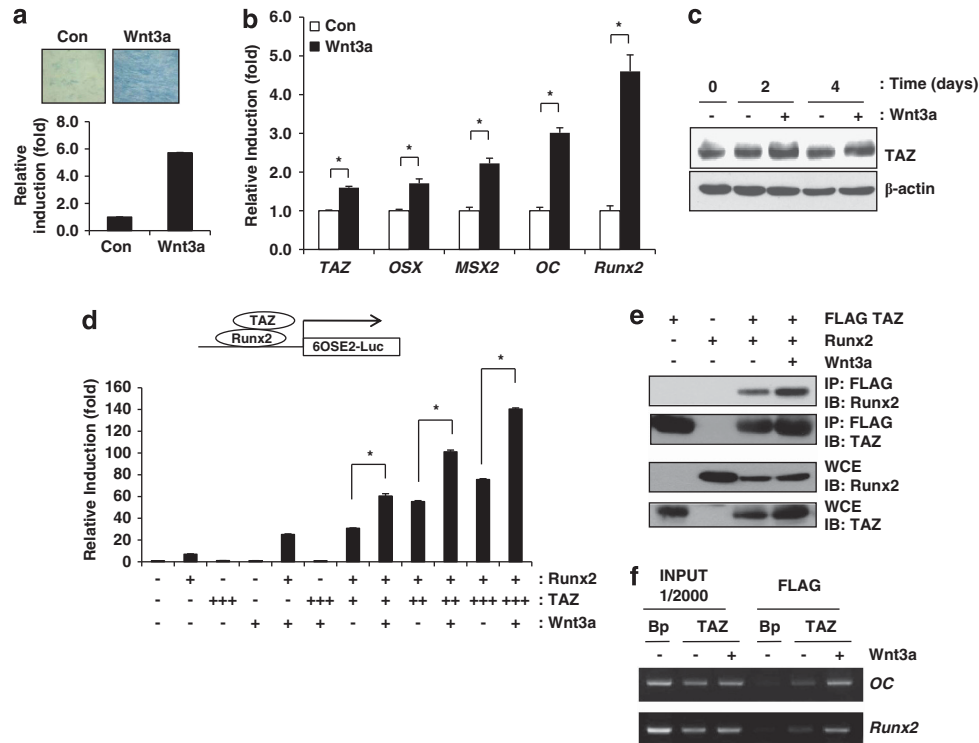 a
Con Wnt3a
Relative induction (fold)
8.0
6.0
4.0
2.0
0.0
Con Wnt3a
b
Con
Wnt3a
Relative Induction (fold)
6.0
5.0
4.0
3.0
2.0
1.0
0.0
* * * * *
TAZ OSX MSX2 OC Runx2
c
0 2 4 : Time (days)
- - + - + : Wnt3a
TAZ
β-actin
d
TAZ
Runx2
6OSE2-Luc
Relative Induction (fold)
160
140
120
100
80
60
40
20
0
* * *
- + - - + - + + + + + + : Runx2
- - +++ - - +++ + + ++ ++ +++ +++ : TAZ
- - - + + + - + - + - + : Wnt3a
e
+ - + + FLAG TAZ
- + + + Runx2
- - - + Wnt3a
IP: FLAG
IB: Runx2
IP: FLAG
IB: TAZ
WCE
IB: Runx2
WCE
IB: TAZ
f
INPUT
1/2000
FLAG
Bp TAZ Bp TAZ
- - + - - + Wnt3a
OC
Runx2